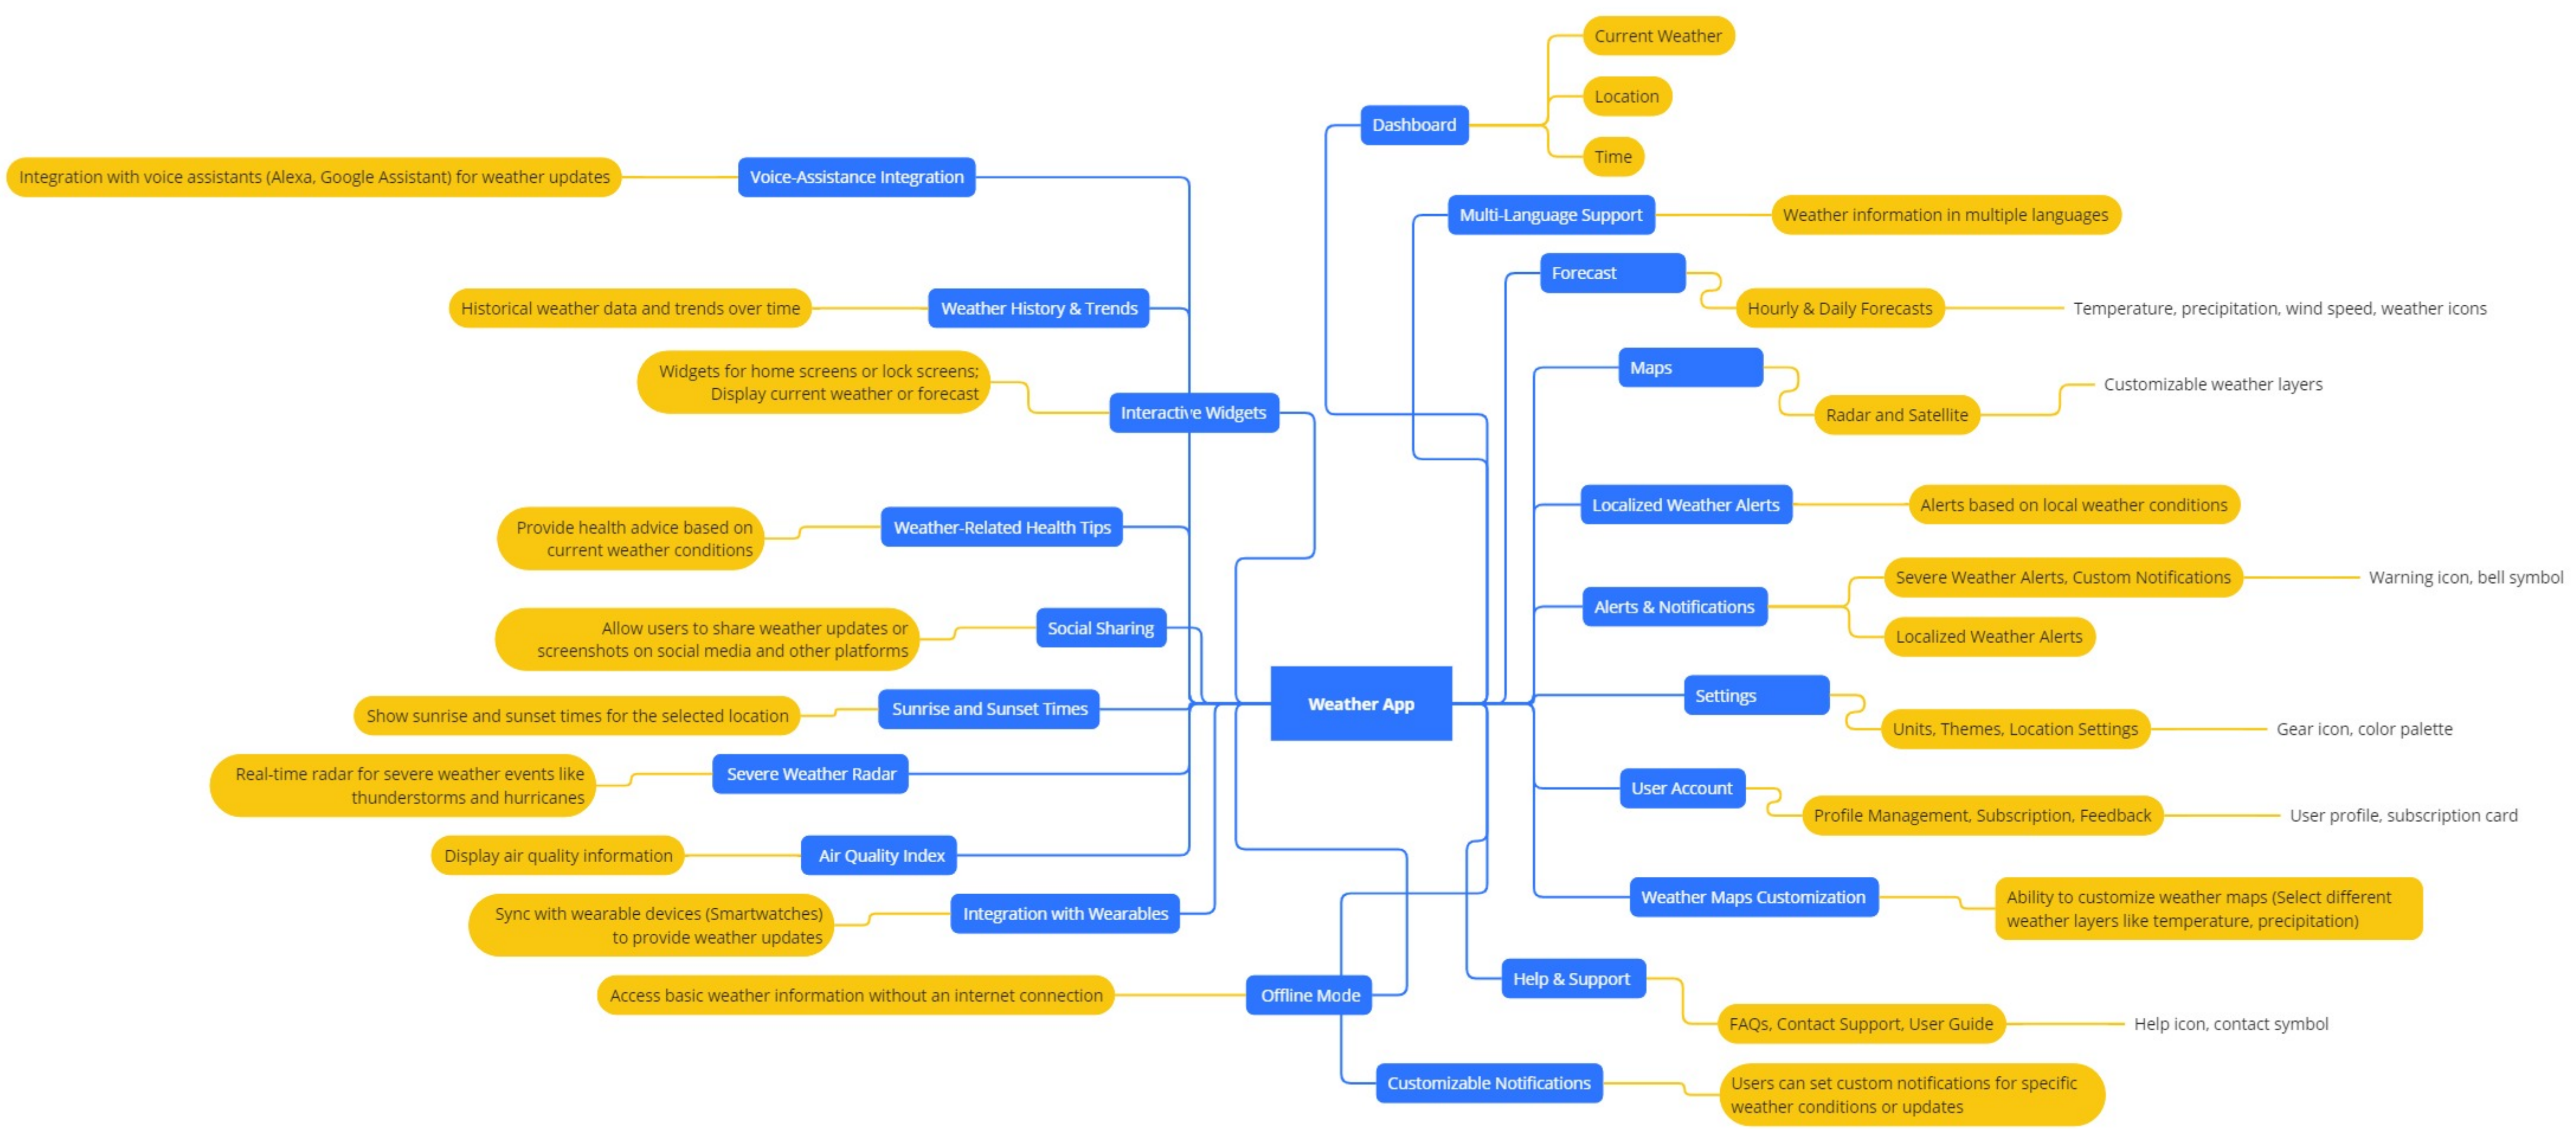 Weather App
Dashboard
Current Weather
Location
Time
Multi-Language Support
Weather information in multiple languages
Forecast
Hourly & Daily Forecasts
Temperature, precipitation, wind speed, weather icons
Maps
Radar and Satellite
Customizable weather layers
Localized Weather Alerts
Alerts based on local weather conditions
Alerts & Notifications
Severe Weather Alerts, Custom Notifications
Warning icon, bell symbol
Localized Weather Alerts
Settings
Units, Themes, Location Settings
Gear icon, color palette
User Account
Profile Management, Subscription, Feedback
User profile, subscription card
Weather Maps Customization
Ability to customize weather maps (Select different
weather layers like temperature, precipitation)
Help & Support
FAQs, Contact Support, User Guide
Help icon, contact symbol
Customizable Notifications
Users can set custom notifications for specific
weather conditions or updates
Voice-Assistance Integration
Integration with voice assistants (Alexa, Google Assistant) for weather updates
Weather History & Trends
Historical weather data and trends over time
Interactive Widgets
Widgets for home screens or lock screens;
Display current weather or forecast
Weather-Related Health Tips
Provide health advice based on
current weather conditions
Social Sharing
Allow users to share weather updates or
screenshots on social media and other platforms
Sunrise and Sunset Times
Show sunrise and sunset times for the selected location
Severe Weather Radar
Real-time radar for severe weather events like
thunderstorms and hurricanes
Air Quality Index
Display air quality information
Integration with Wearables
Sync with wearable devices (Smartwatches)
to provide weather updates
Offline Mode
Access basic weather information without an internet connection